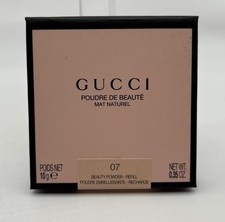 GUCCI
POUDRE DE BEAUTÉ
MAT NATUREL
POIDS NET
10g ℮
07
BEAUTY POWDER - REFILL
POUDRE EMBELLISSANTE - RECHARGE
NET WT.
0.35 OZ.